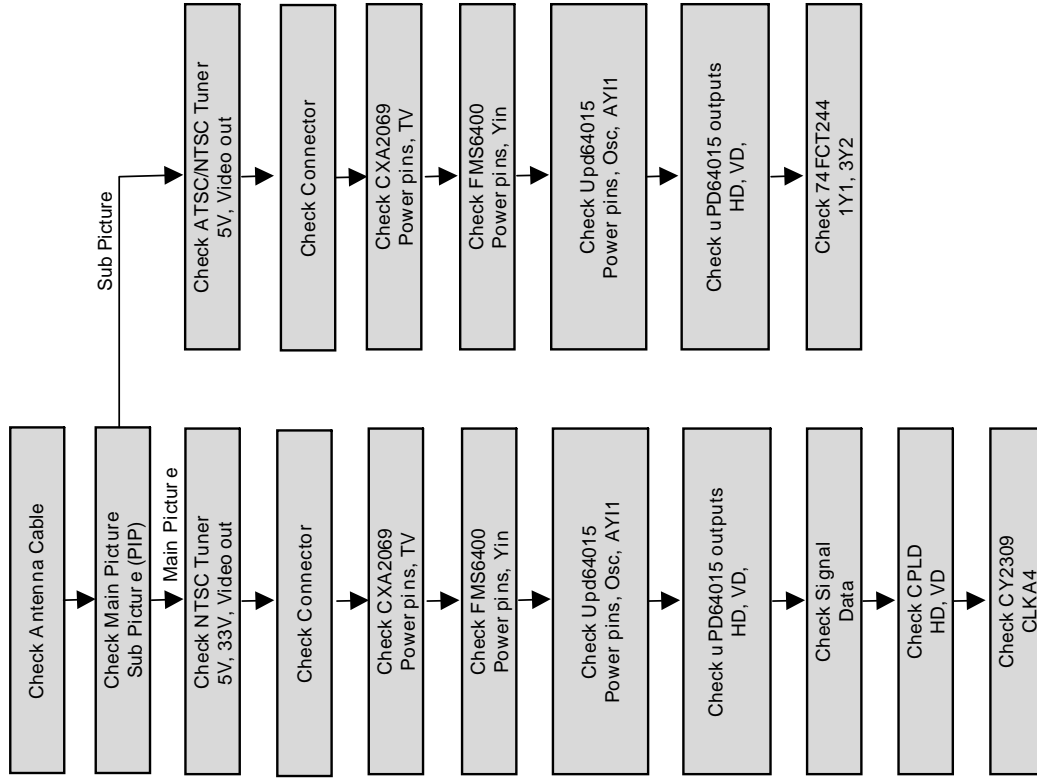 Check Antenna Cable
Check Main Picture
Sub Picture (PIP)
Main Picture
Check NTSC Tuner
5V, 33V, Video out
Check Connector
Check CXA2069
Power pins, TV
Check FMS6400
Power pins, Yin
Check Upd64015
Power pins, Osc, AYI1
Check uPD64015 outputs
HD, VD,
Check Signal
Data
Check CPLD
HD, VD
Check CY2309
CLKA4
Sub Picture
Check ATSC/NTSC Tuner
5V, Video out
Check Connector
Check CXA2069
Power pins, TV
Check FMS6400
Power pins, Yin
Check Upd64015
Power pins, Osc, AYI1
Check uPD64015 outputs
HD, VD,
Check 74FCT244
1Y1, 3Y2